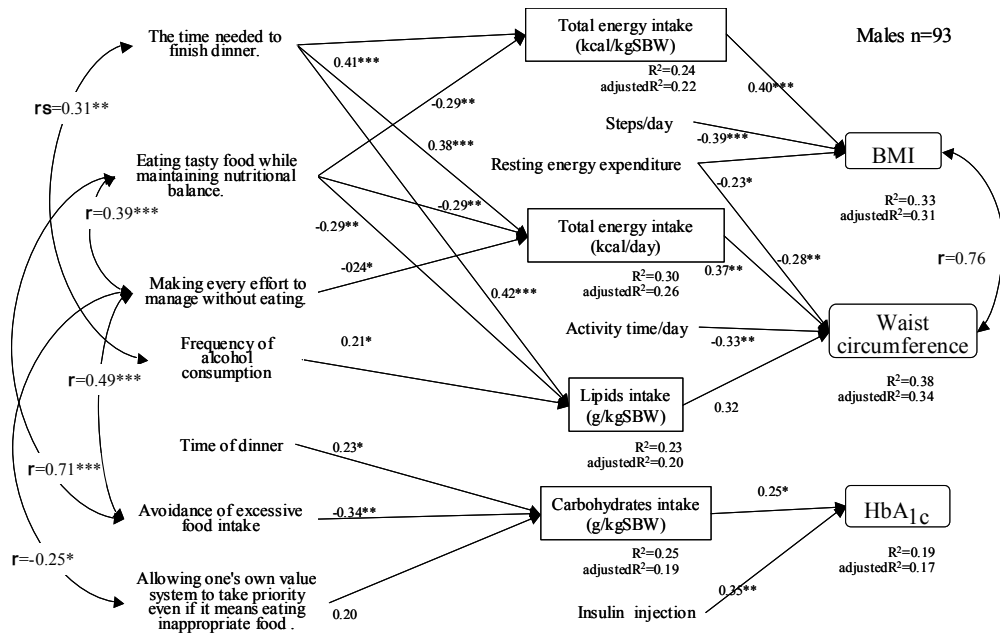 The time needed to
finish dinner.
Total energy intake
(kcal/kgSBW)
Males n=93
0.41***
R²=0.24
adjustedR²=0.22
0.40***
rs=0.31**
-0.29**
Steps/day
-0.39***
0.38***
BMI
Eating tasty food while
maintaining nutritional
balance.
Resting energy expenditure
-0.23*
R²=0..33
adjustedR²=0.31
r=0.39***
-0.29**
-0.29**
Total energy intake
(kcal/day)
-0.28**
r=0.76
Making every effort to
manage without eating.
-024*
R²=0.30
adjustedR²=0.26
0.37**
0.42***
Activity time/day
-0.33**
Waist
circumference
Frequency of
alcohol
consumption
0.21*
r=0.49***
Lipids intake
(g/kgSBW)
0.32
R²=0.38
adjustedR²=0.34
Time of dinner
0.23*
R²=0.23
adjustedR²=0.20
r=0.71***
Avoidance of excessive
food intake
-0.34**
Carbohydrates intake
(g/kgSBW)
0.25*
HbA1c
r=-0.25*
R²=0.25
adjustedR²=0.19
R²=0.19
adjustedR²=0.17
Allowing one's own value
system to take priority
even if it means eating
inappropriate food .
0.20
Insulin injection
0.35**